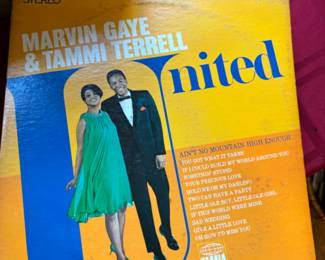 STEREO
MARVIN GAYE
& TAMMI TERRELL
United
AIN'T NO MOUNTAIN HIGH ENOUGH
YOU GOT WHAT IT TAKES
IF I COULD BUILD MY WORLD AROUND YOU
SOMETHIN' STUPID
YOUR PRECIOUS LOVE
HOLD ME OH MY DARLING
TWO CAN HAVE A PARTY
LITTLE OLE BOY, LITTLE OLE GIRL
IF THIS WORLD WERE MINE
SAD WEDDING
GIVE A LITTLE LOVE
OH HOW I'D MISS YOU
TAMLA